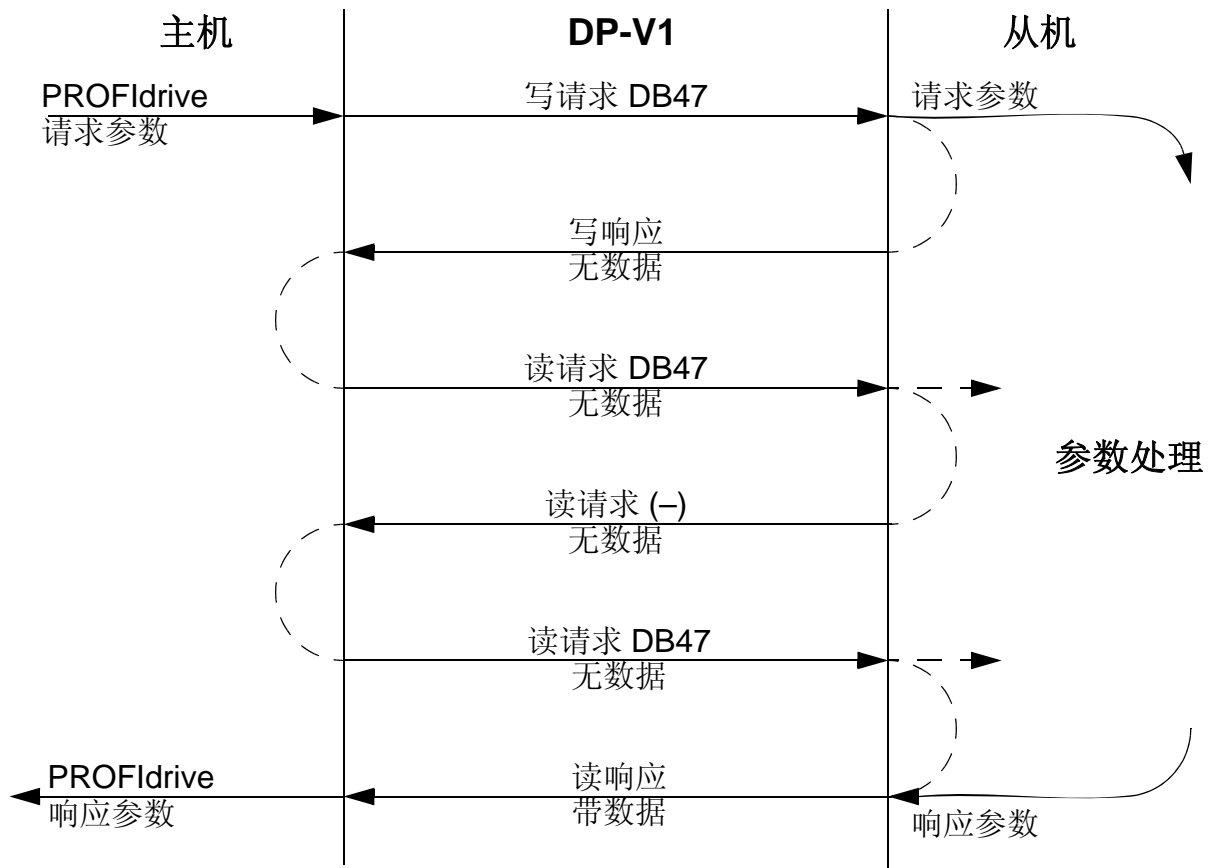 主机
DP-V1
从机
PROFIdrive
请求参数
写请求 DB47
请求参数
写响应
无数据
读请求 DB47
无数据
参数处理
读请求 (–)
无数据
读请求 DB47
无数据
PROFIdrive
响应参数
读响应
带数据
响应参数